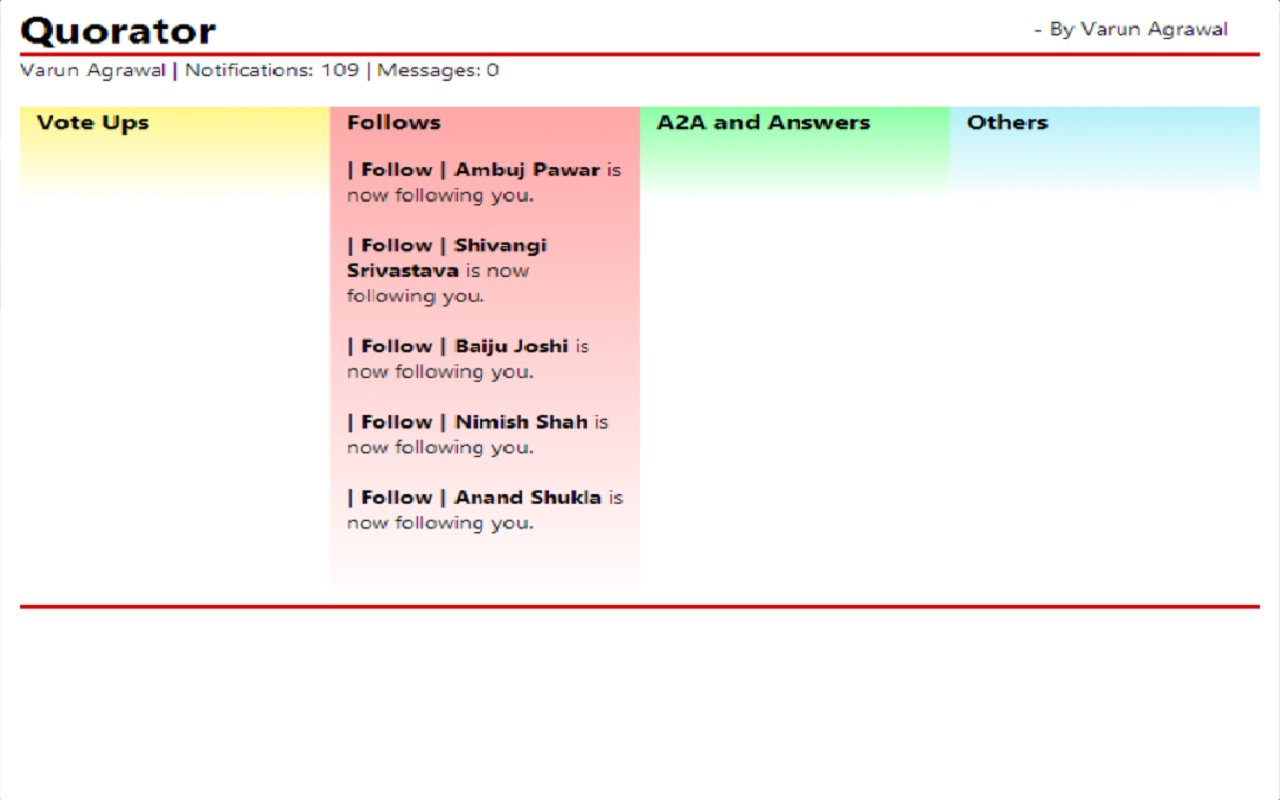 Quorator
- By Varun Agrawal
Varun Agrawal | Notifications: 109 | Messages: 0
Vote Ups
Follows
| Follow | Ambuj Pawar is
now following you.
| Follow | Shivangi
Srivastava is now
following you.
| Follow | Baiju Joshi is
now following you.
| Follow | Nimish Shah is
now following you.
| Follow | Anand Shukla is
now following you.
A2A and Answers
Others